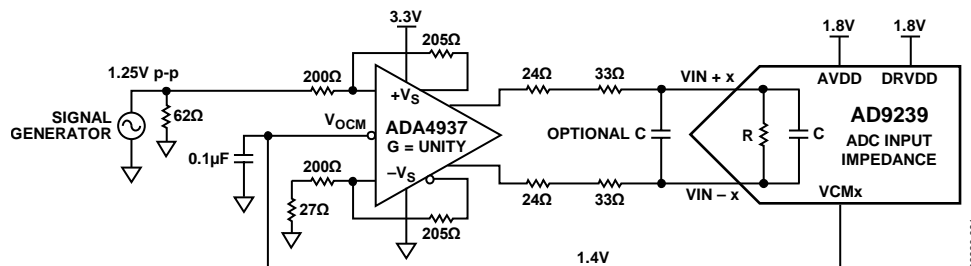 3.3V
205Ω
1.8V
1.8V
1.25V p-p
200Ω
+VS
24Ω
33Ω
VIN + x
AVDD
DRVDD
SIGNAL
GENERATOR
62Ω
VOCM
ADA4937
G = UNITY
OPTIONAL C
R
C
AD9239
ADC INPUT
IMPEDANCE
0.1µF
200Ω
–VS
VIN – x
VCMx
27Ω
205Ω
24Ω
33Ω
1.4V